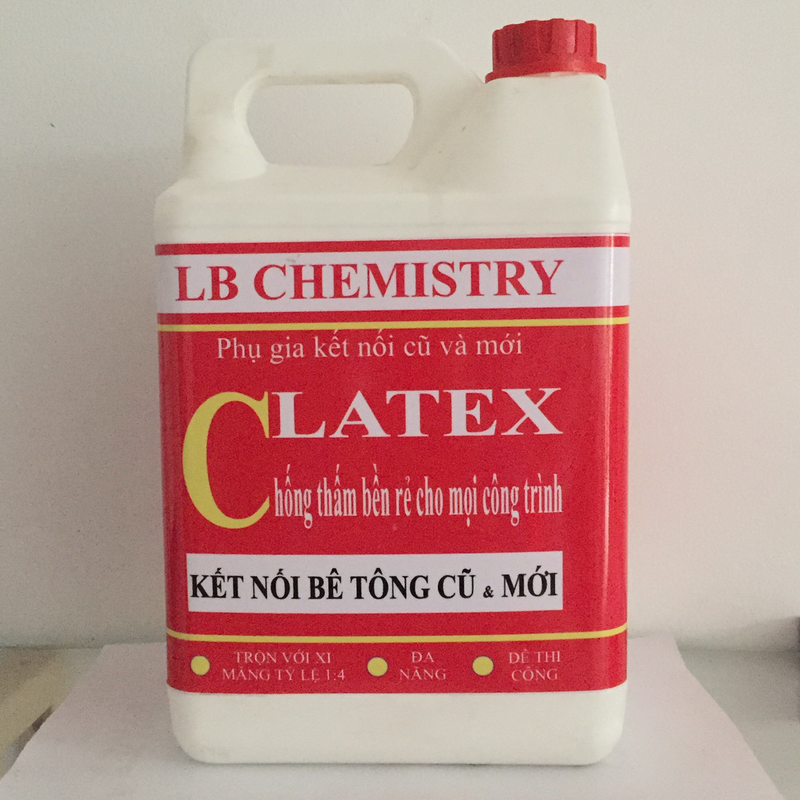 LB CHEMISTRY
Phụ gia kết nối cũ và mới
CLATEX
Chống thấm bền rẻ cho mọi công trình
KẾT NỐI BÊ TÔNG CŨ & MỚI
TRỘN VỚI XI
MĂNG TỶ LỆ 1:4
ĐA
NĂNG
DỄ THI
CÔNG